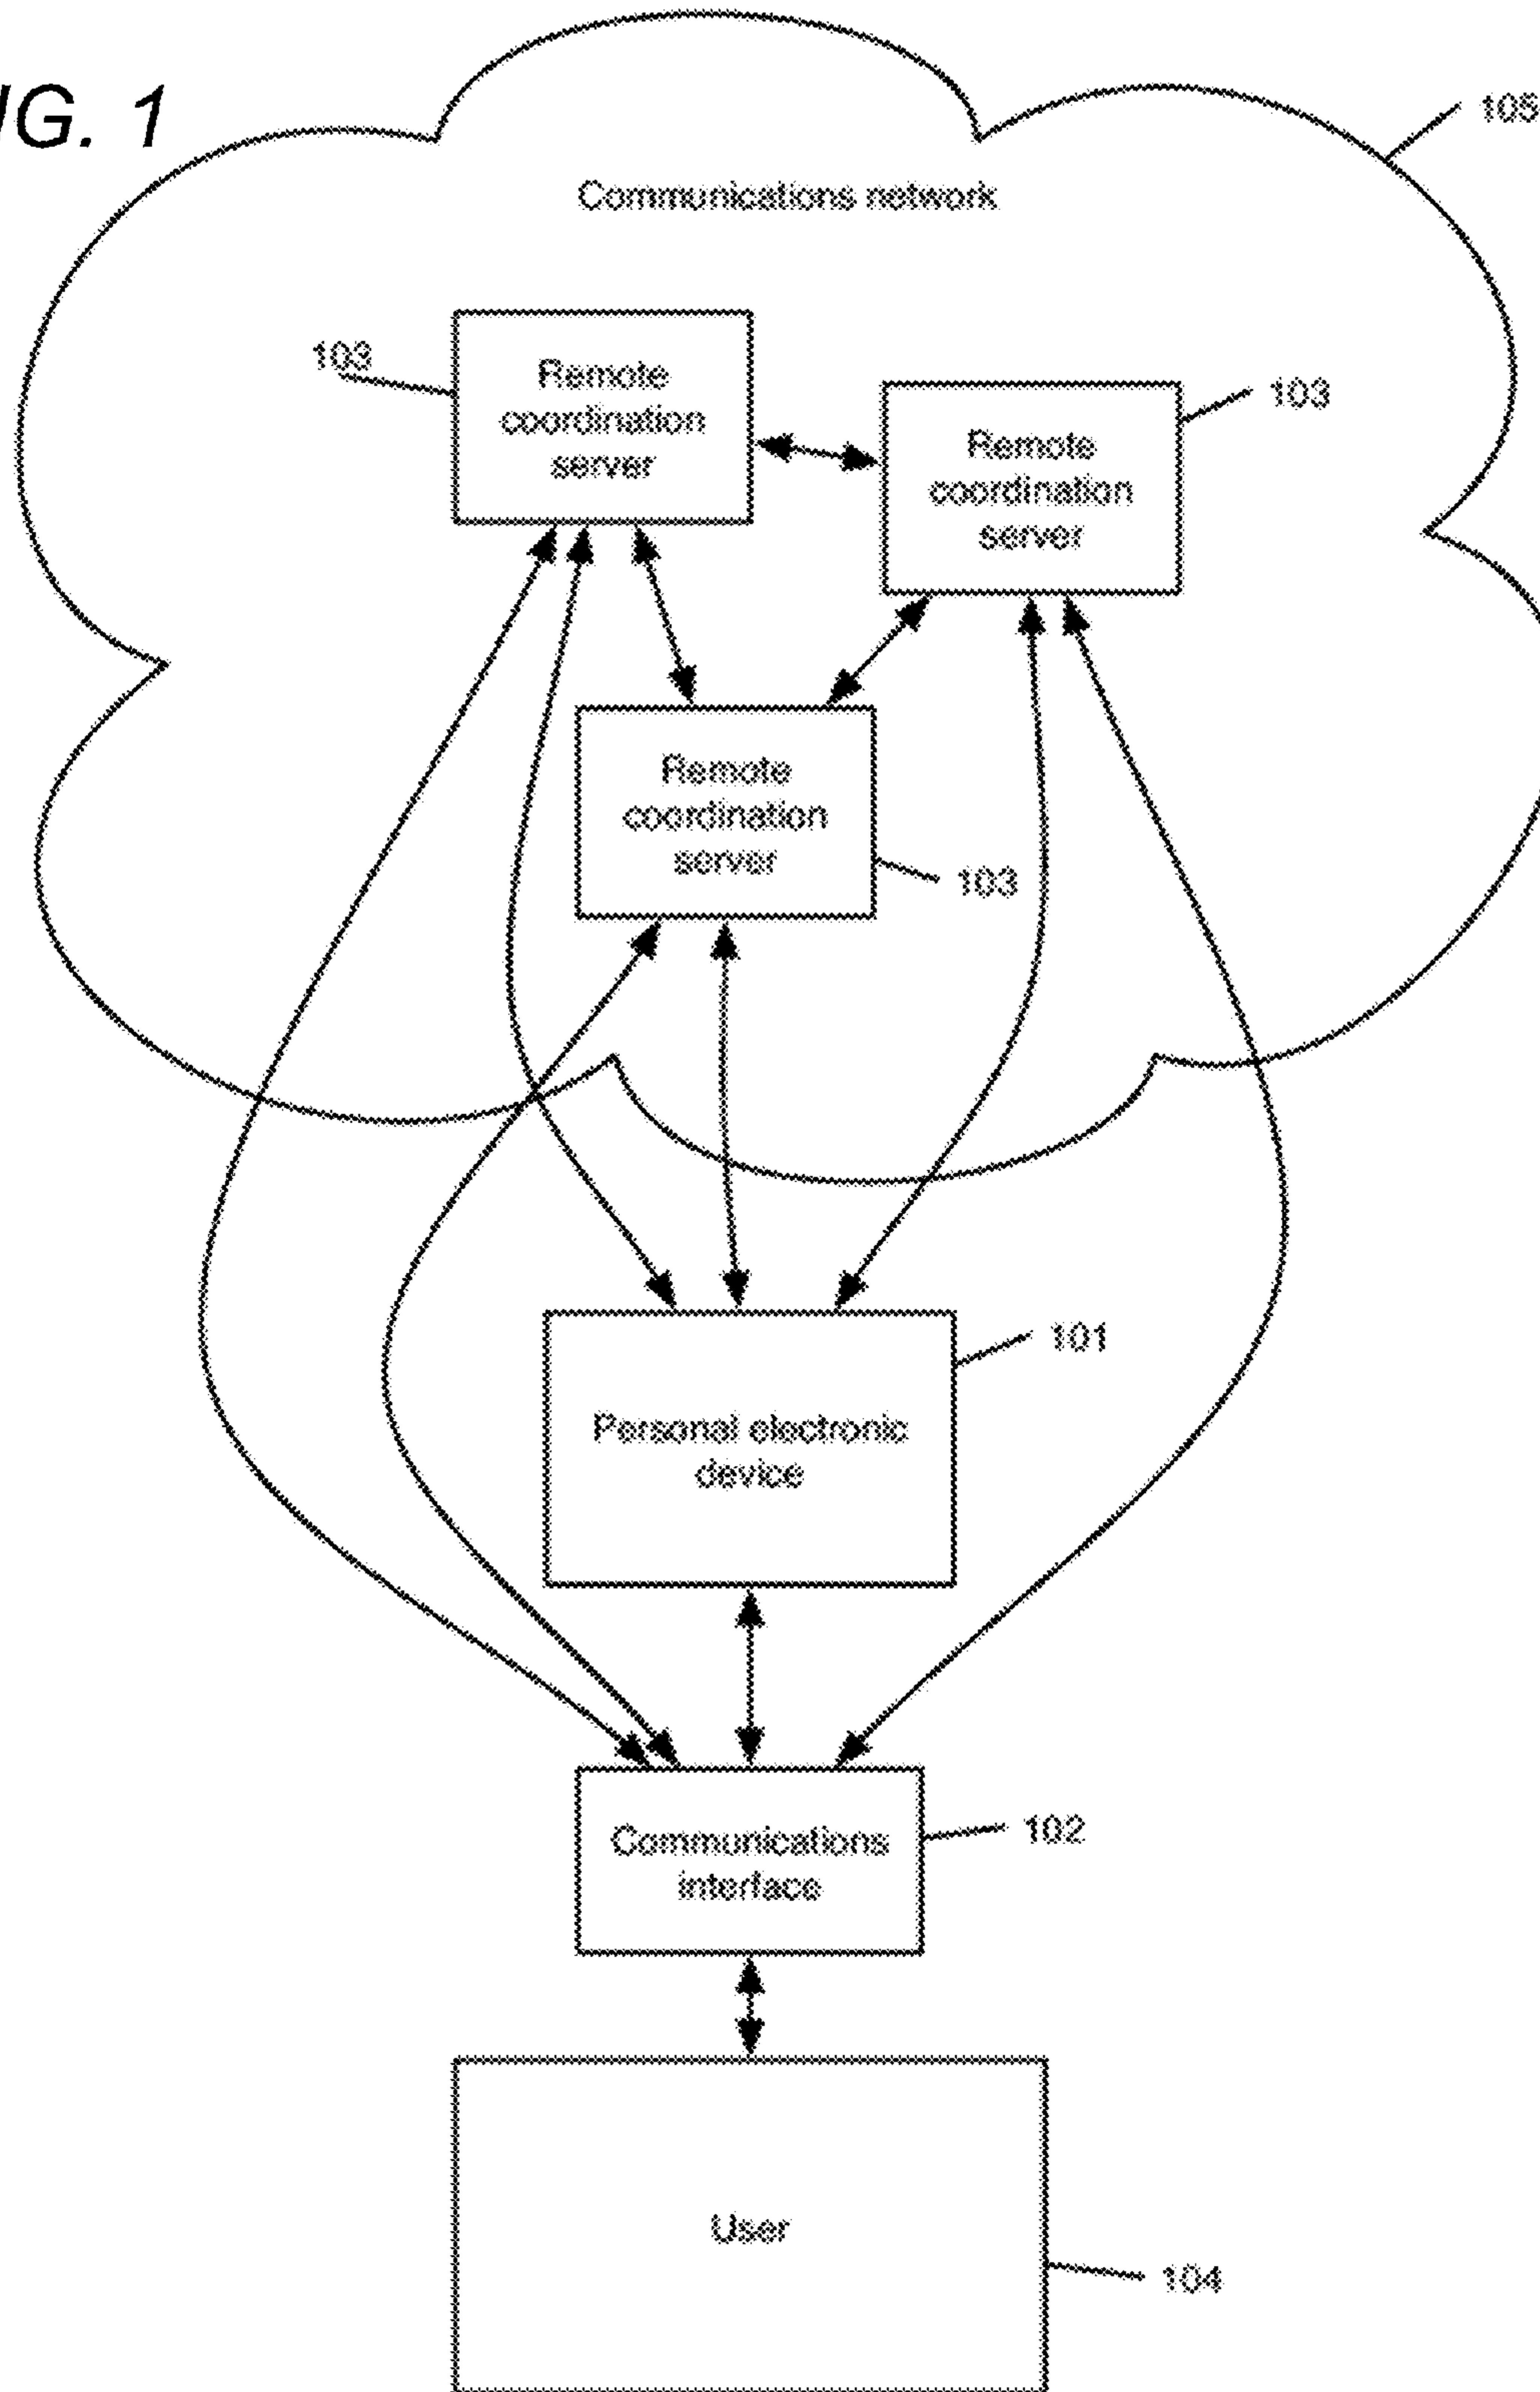 IG. 1
105
Communications network
103
Remote
coordination
server
103
Remote
coordination
server
Remote
coordination
server
103
101
Personal electronic
device
Communications
interface
102
User
104